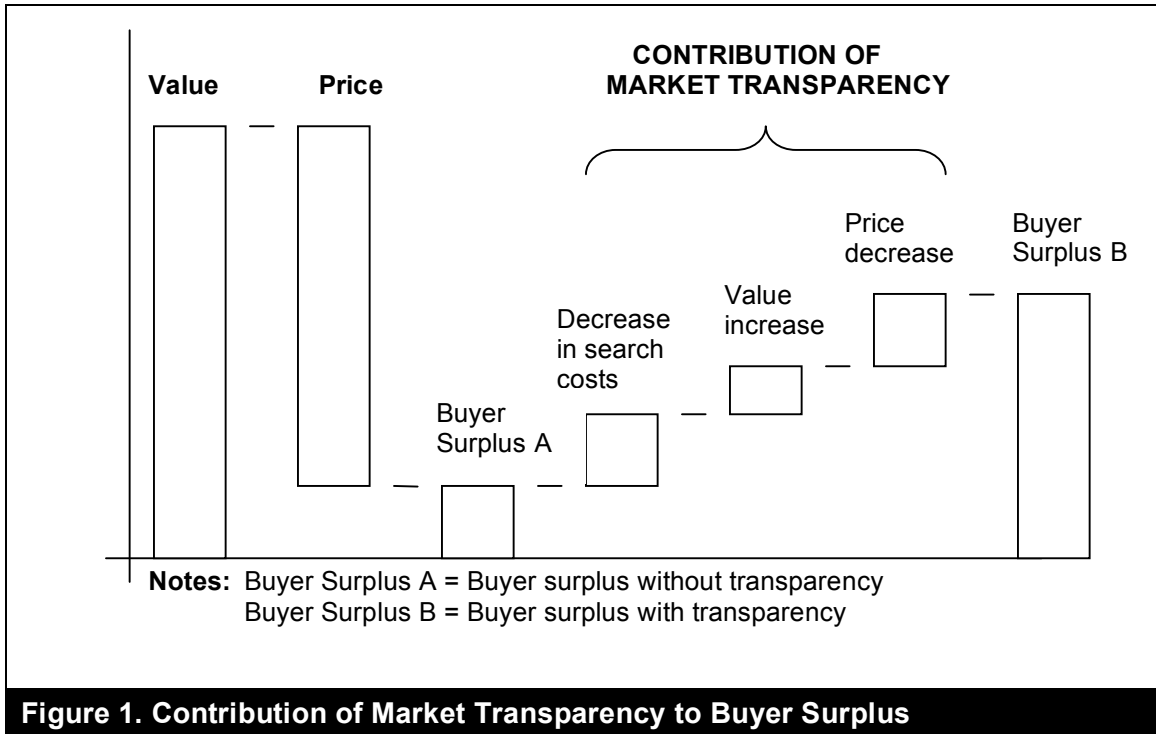 CONTRIBUTION OF
MARKET TRANSPARENCY
Value
Price
Price
decrease
Buyer
Surplus B
Value
increase
Decrease
in search
costs
Buyer
Surplus A
Notes: Buyer Surplus A = Buyer surplus without transparency
Buyer Surplus B = Buyer surplus with transparency
Figure 1. Contribution of Market Transparency to Buyer Surplus